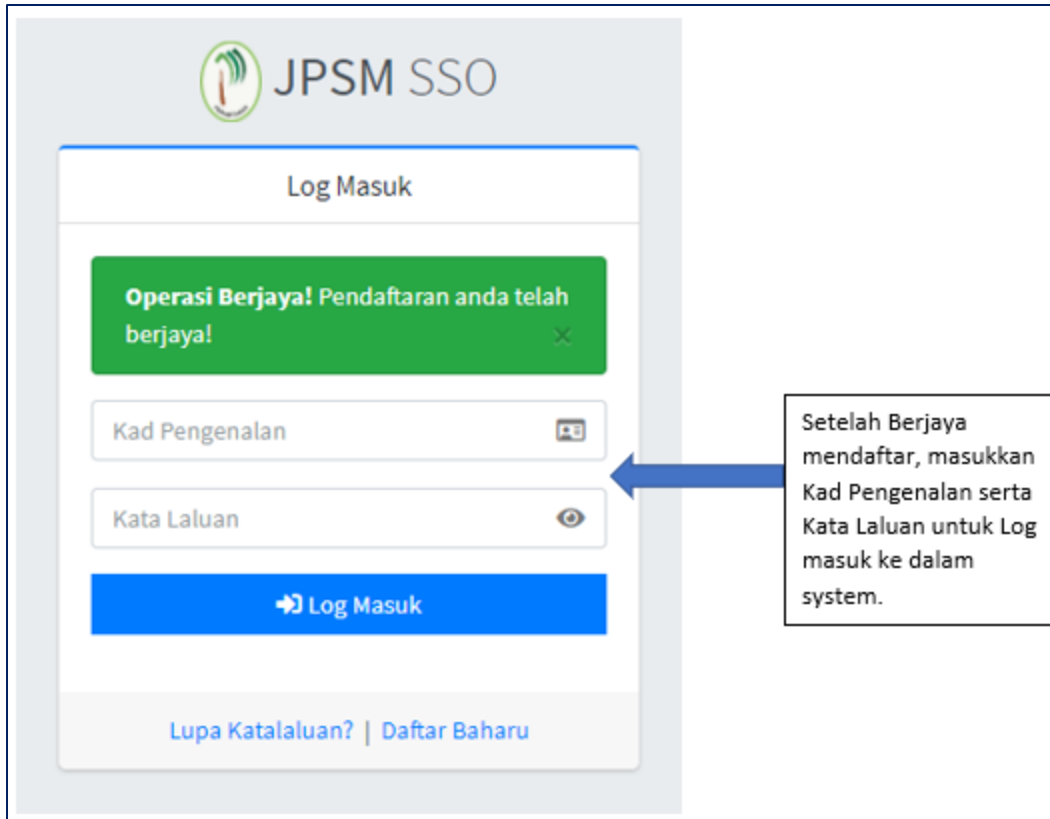 JPSM SSO
Log Masuk
Operasi Berjaya! Pendaftaran anda telah
berjaya!
Kad Pengenalan
Kata Laluan
Log Masuk
Lupa Katalaluan? | Daftar Baharu
Setelah Berjaya
mendaftar, masukkan
Kad Pengenalan serta
Kata Laluan untuk Log
masuk ke dalam
system.